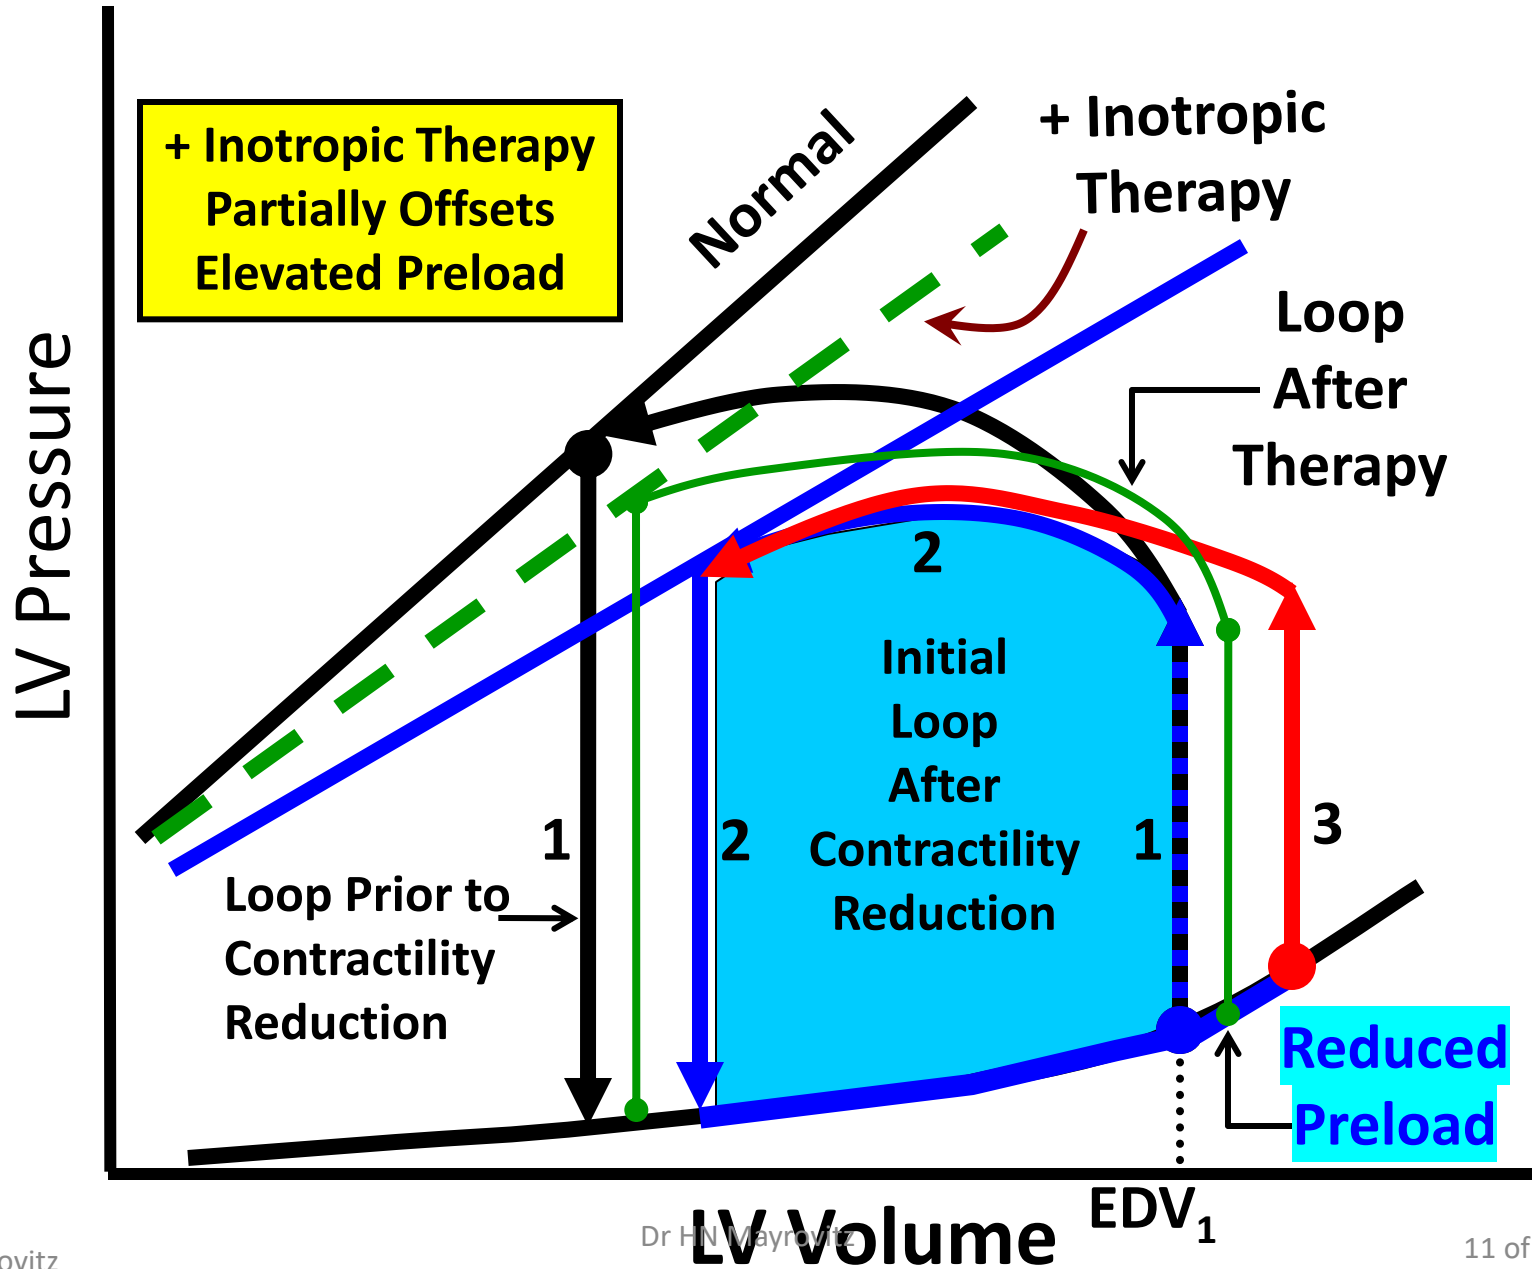 + Inotropic Therapy
Partially Offsets
Elevated Preload
Normal
+ Inotropic
Therapy
Loop
After
Therapy
LV Pressure
2
Initial
Loop
After
Contractility
Reduction
1
2
1
3
Loop Prior to
Contractility
Reduction
Reduced
Preload
EDV1
LV Volume
Dr HN Mayrovitz
ovitz
11 of